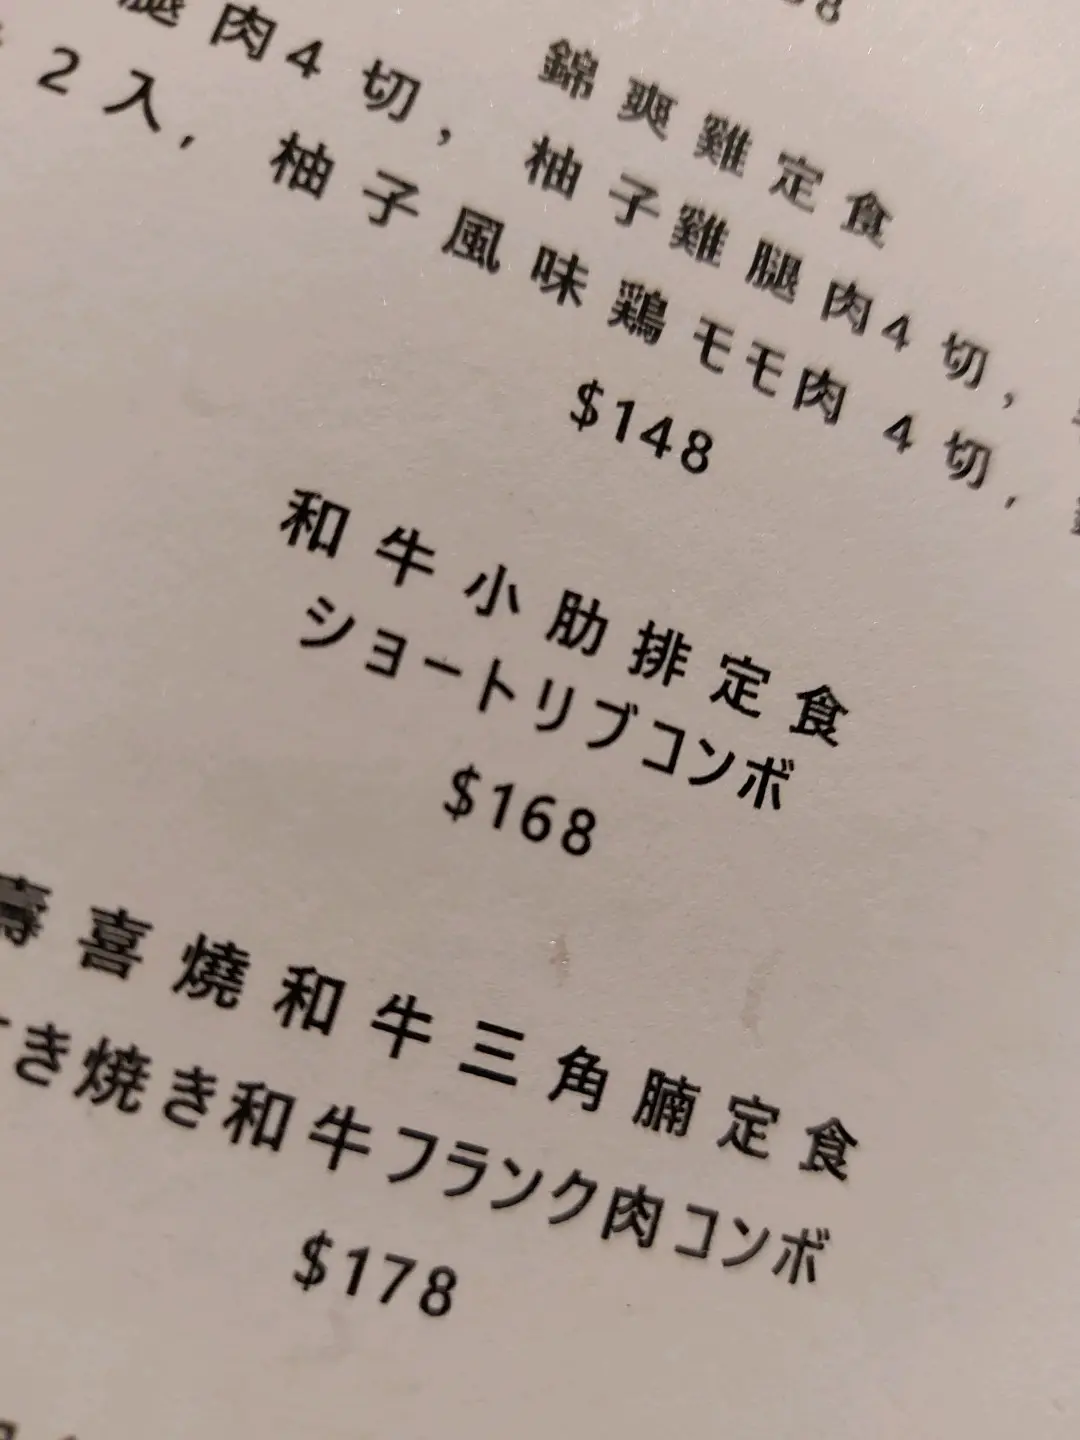 8
錦爽雞定食
腿肉4切，柚子雞腿肉4切，
2入，柚子風味鶏モモ肉 4切，
$148
和牛小肋排定食
ショートリブコンボ
$168
壽喜燒和牛三角腩定食
き焼き和牛フランク肉コンボ
$178